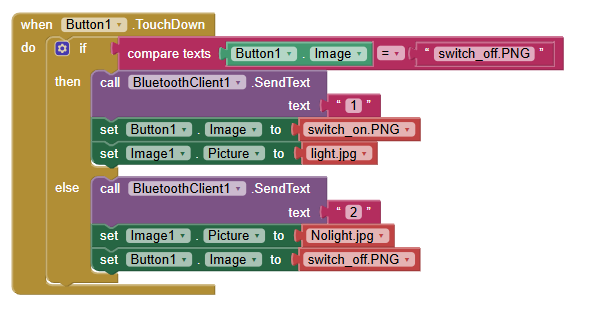 when Button1 .TouchDown
do if compare texts Button1 . Image = “ switch_off.PNG ”
then call BluetoothClient1 .SendText
text “ 1 ”
set Button1 . Image to switch_on.PNG
set Image1 . Picture to light.jpg
else call BluetoothClient1 .SendText
text “ 2 ”
set Image1 . Picture to Nolight.jpg
set Button1 . Image to switch_off.PNG